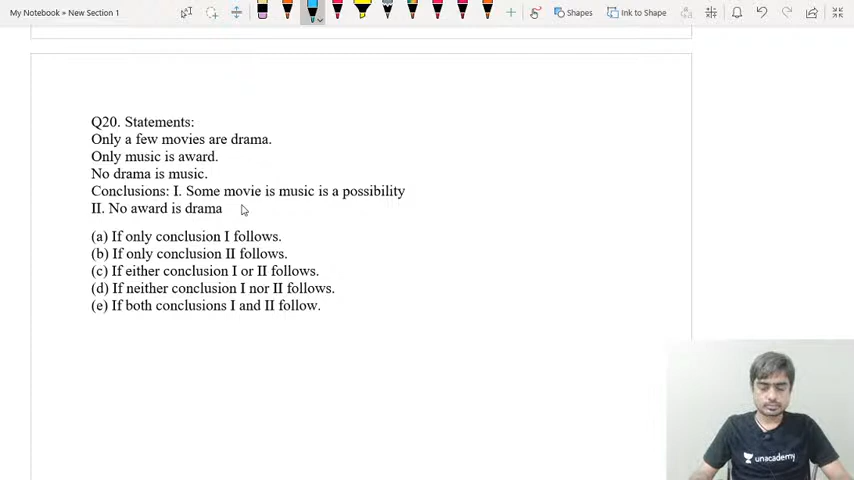 My Notebook » New Section 1
Shapes
Ink to Shape
Q20. Statements:
Only a few movies are drama.
Only music is award.
No drama is music.
Conclusions: I. Some movie is music is a possibility
II. No award is drama
(a) If only conclusion I follows.
(b) If only conclusion II follows.
(c) If either conclusion I or II follows.
(d) If neither conclusion I nor II follows.
(e) If both conclusions I and II follow.
unacademy